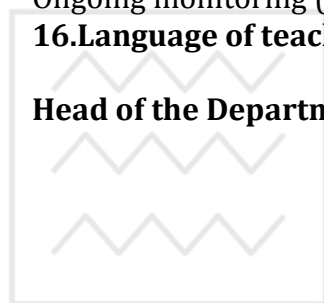 Ongoing monitoring (
16.Language of teac
Head of the Departm